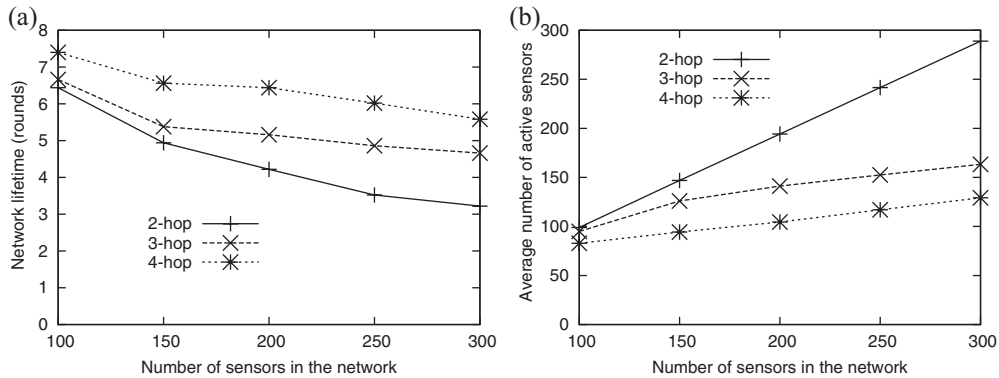 (a)
8
7
6
5
4
3
2
1
0
Network lifetime (rounds)
2-hop
3-hop
4-hop
100
150
200
250
300
Number of sensors in the network
(b)
300
250
200
150
100
50
0
Average number of active sensors
2-hop
3-hop
4-hop
100
150
200
250
300
Number of sensors in the network